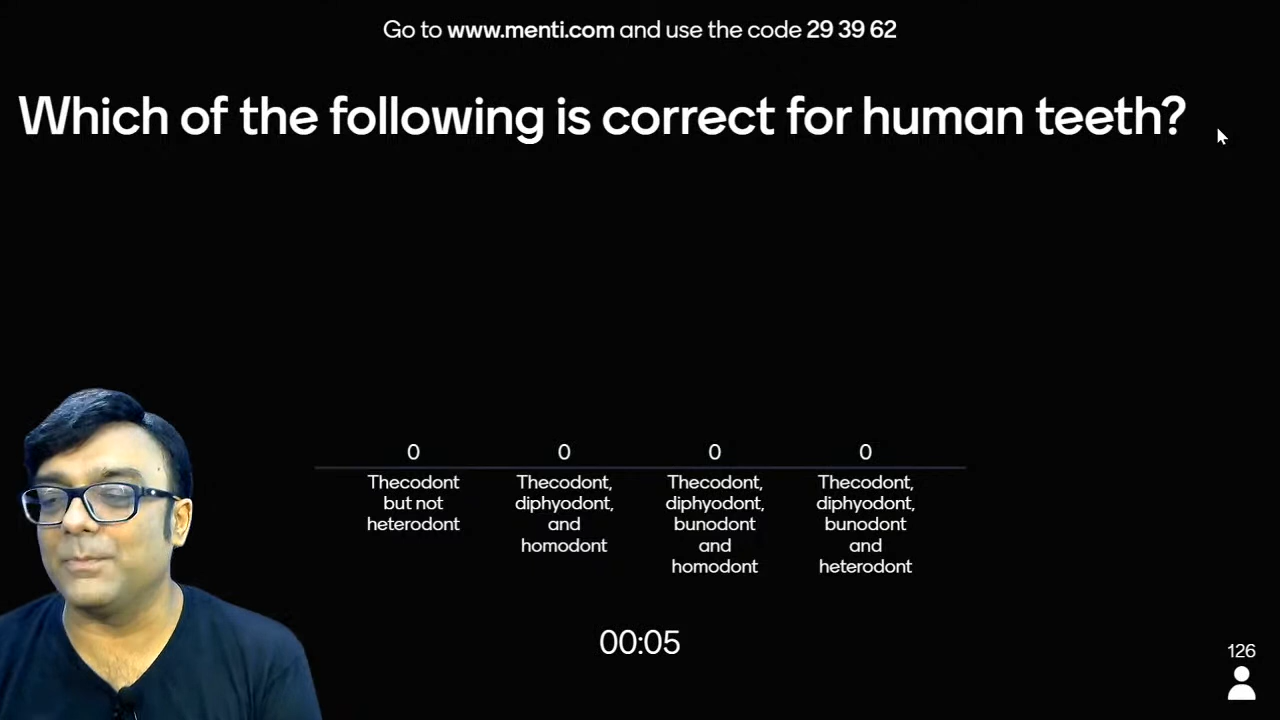 Go to www.menti.com and use the code 29 39 62
Which of the following is correct for human teeth?
0
Thecodont
but not
heterodont
0
Thecodont,
diphyodont,
and
homodont
0
Thecodont,
diphyodont,
bunodont
and
homodont
0
Thecodont,
diphyodont,
bunodont
and
heterodont
00:05
126